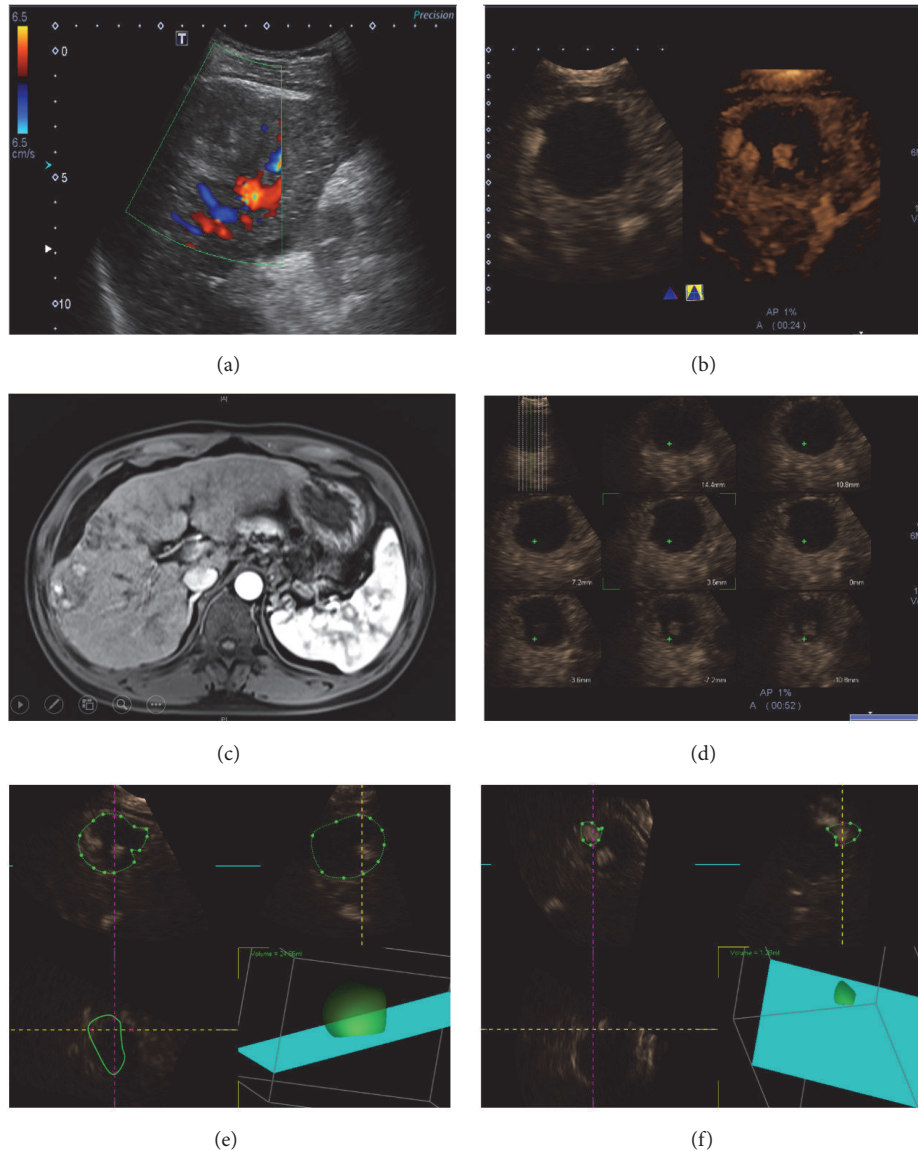 6.5
Precision
T
0
6.5
cm/s
5
10
(a)
AP 1%
A (00:24)
(b)
[A]
(c)
14.4mm
10.8mm
7.2mm
3.6mm
0mm
-3.6mm
-7.2mm
-10.8mm
AP 1%
A (00:52)
(d)
(e)
(f)